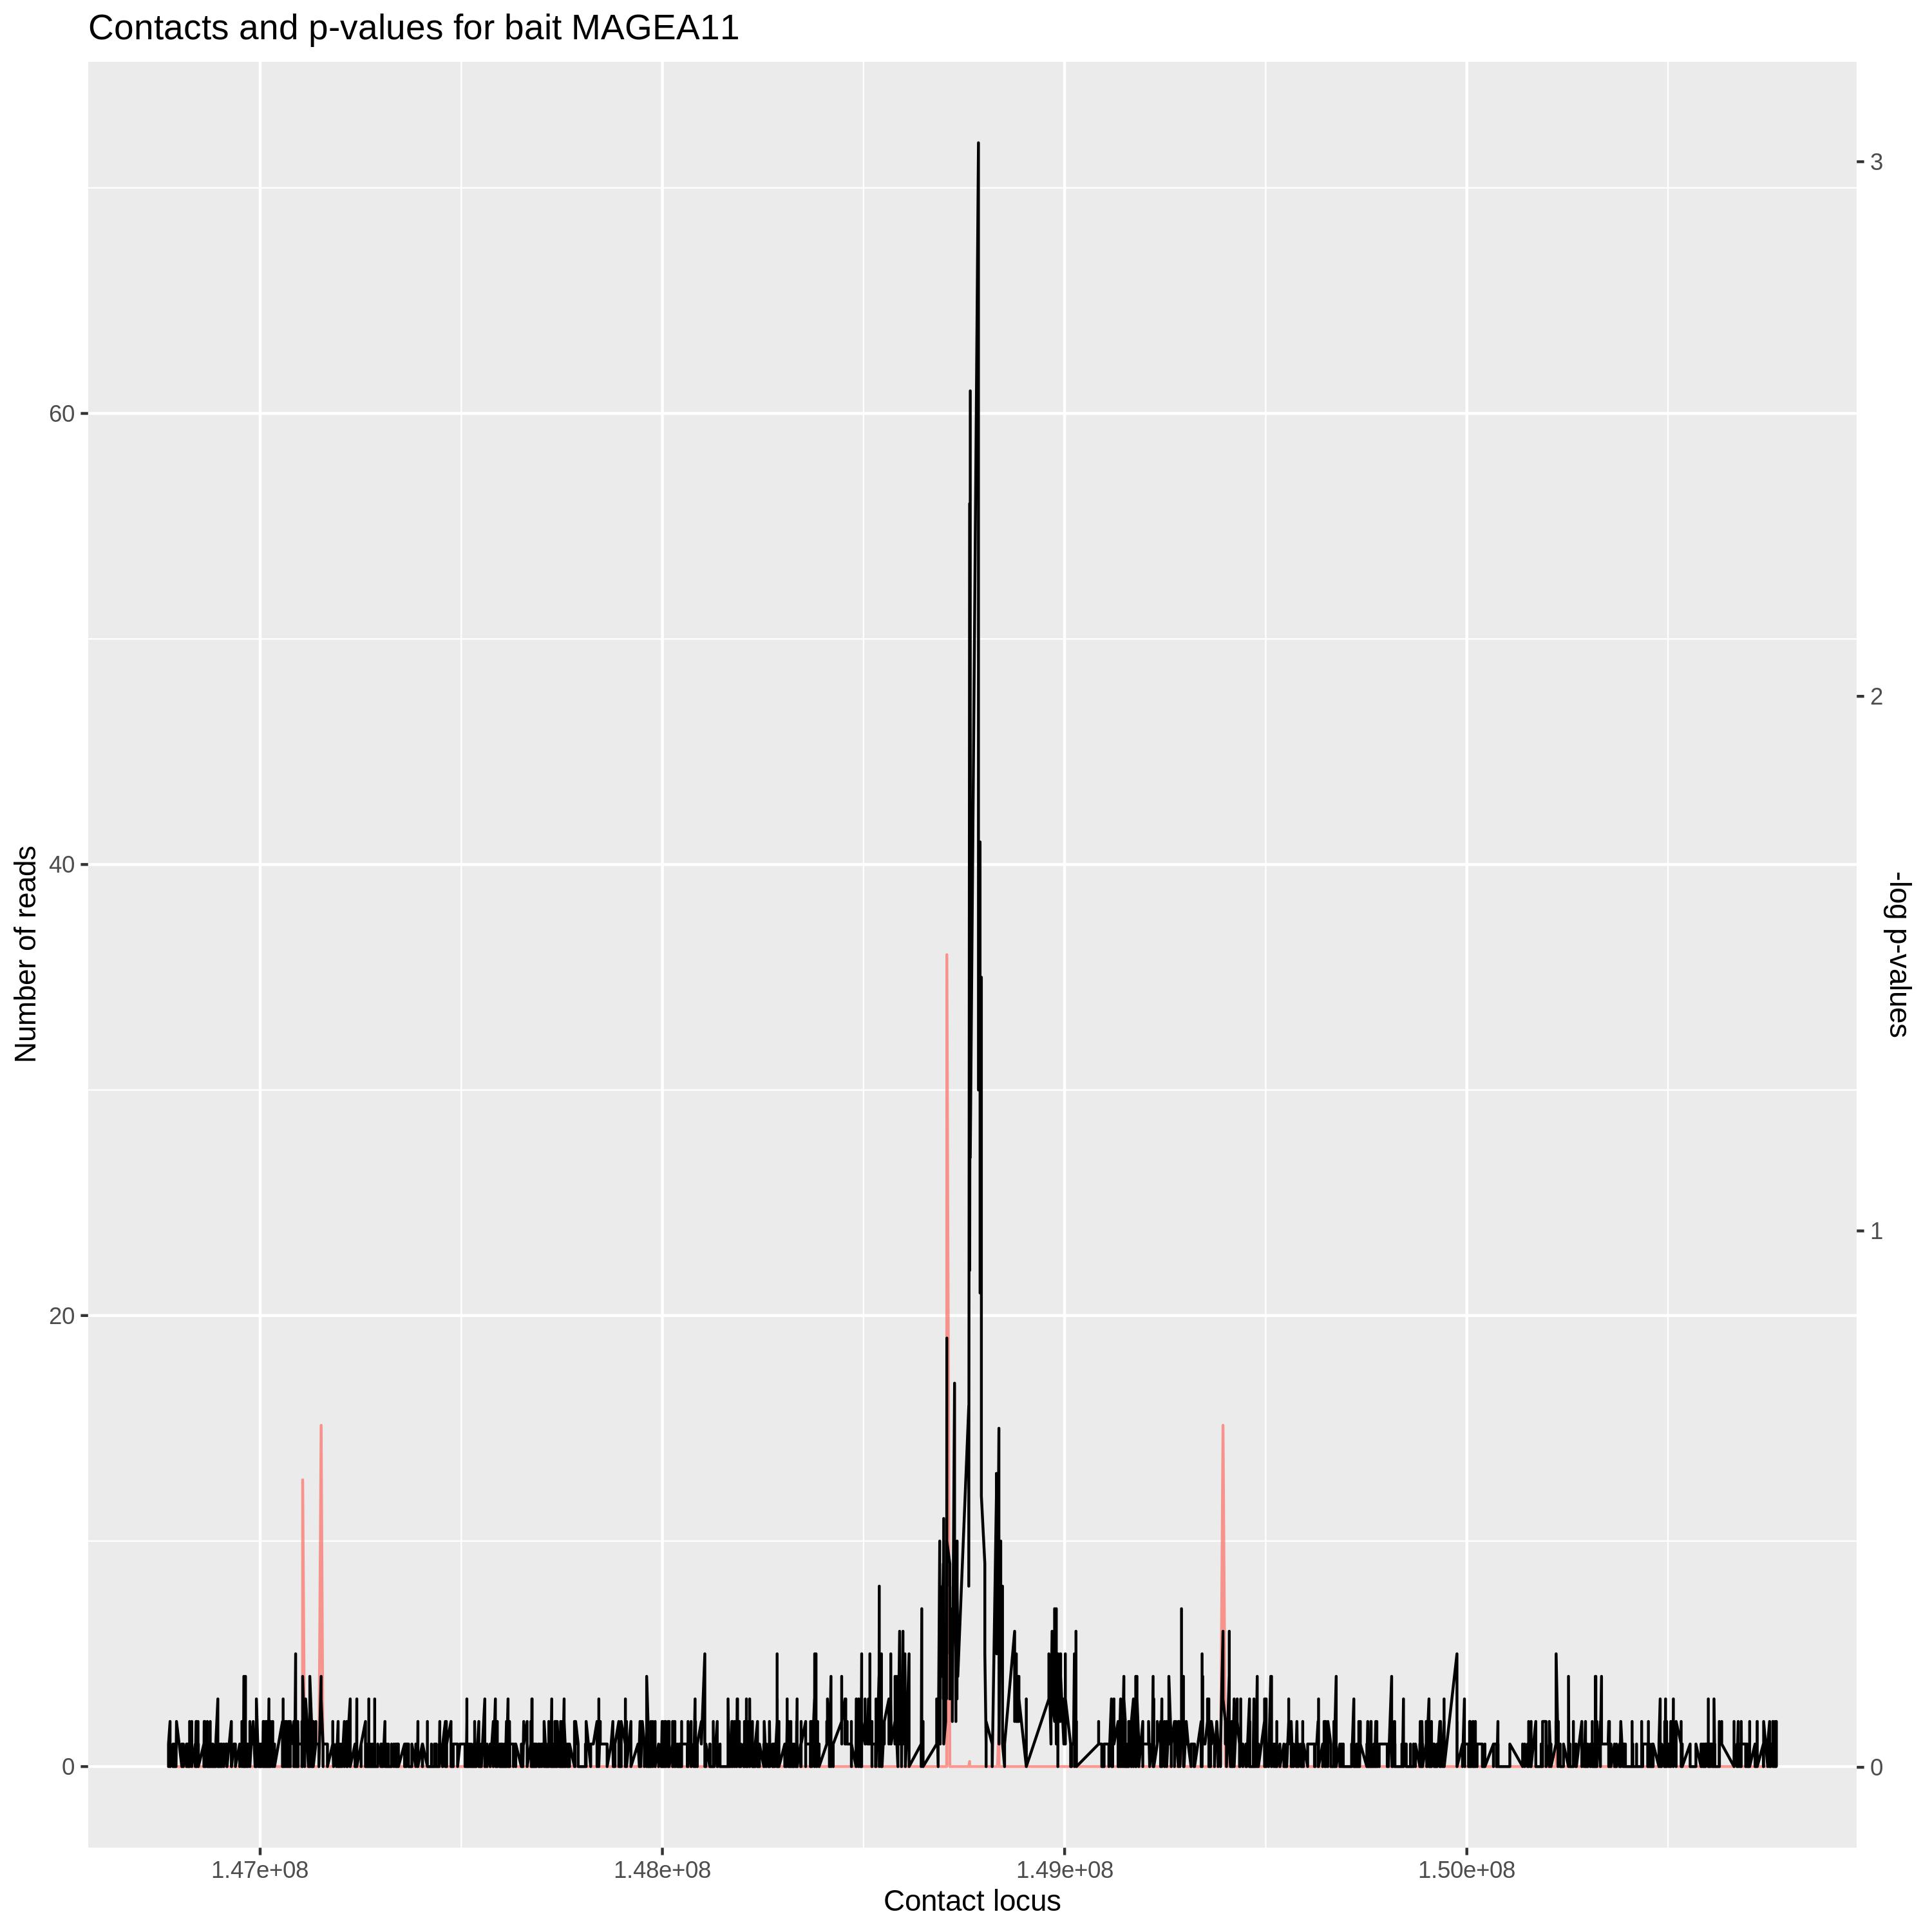 Contacts and p-values for bait MAGEA11
Number of reads
60
40
20
0
3
2
1
0
-log p-values
1.47e+08
1.48e+08
1.49e+08
1.50e+08
Contact locus